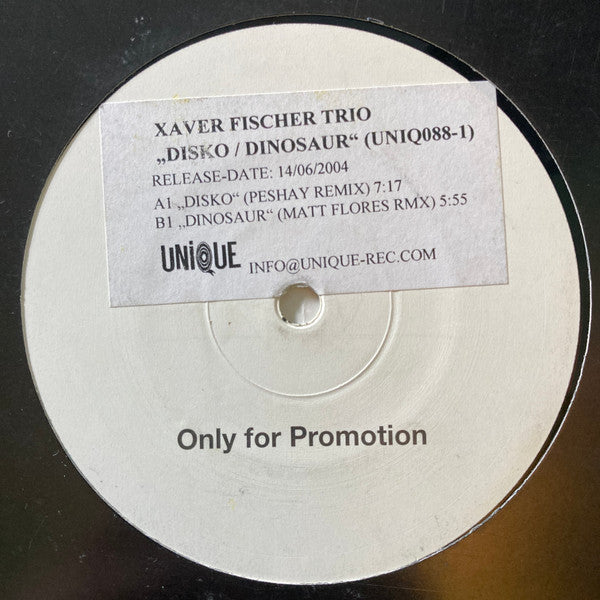 XAVER FISCHER TRIO
„DISKO / DINOSAUR“ (UNIQ088-1)
RELEASE-DATE: 14/06/2004
A1 „DISKO“ (PESHAY REMIX) 7:17
B1 „DINOSAUR“ (MATT FLORES RMX) 5:55
UNiQUE INFO@UNIQUE-REC.COM
Only for Promotion